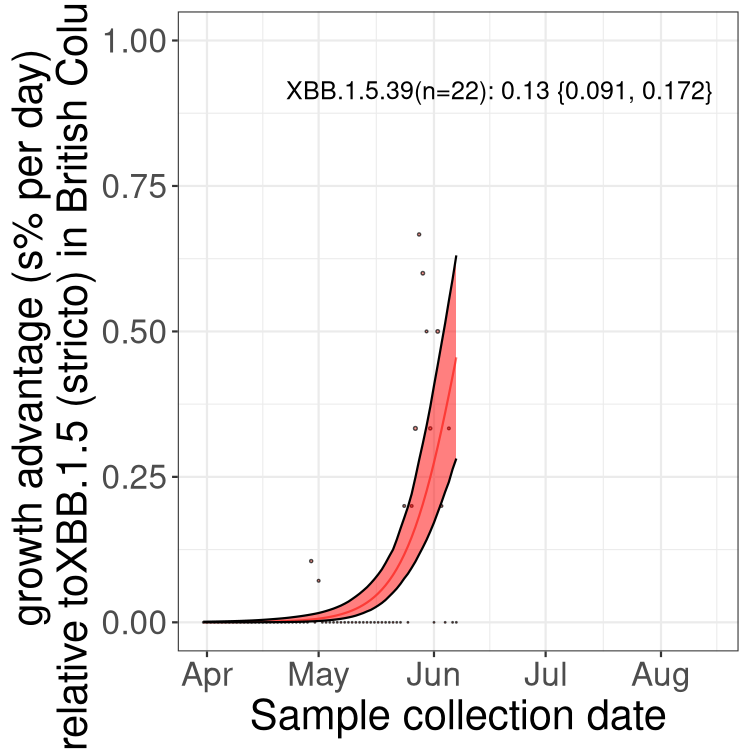 growth advantage (s% per day)
relative toXBB.1.5 (stricto) in British Colu
1.00
0.75
0.50
0.25
0.00
XBB.1.5.39(n=22): 0.13 {0.091, 0.172}
Apr May Jun Jul Aug
Sample collection date